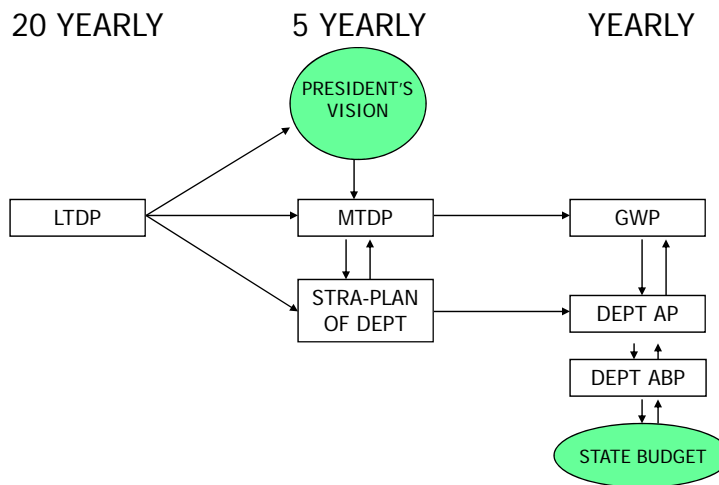 20 YEARLY
5 YEARLY
YEARLY
PRESIDENT'S
VISION
LTDP
MTDP
GWP
STRA-PLAN
OF DEPT
DEPT AP
DEPT ABP
STATE BUDGET